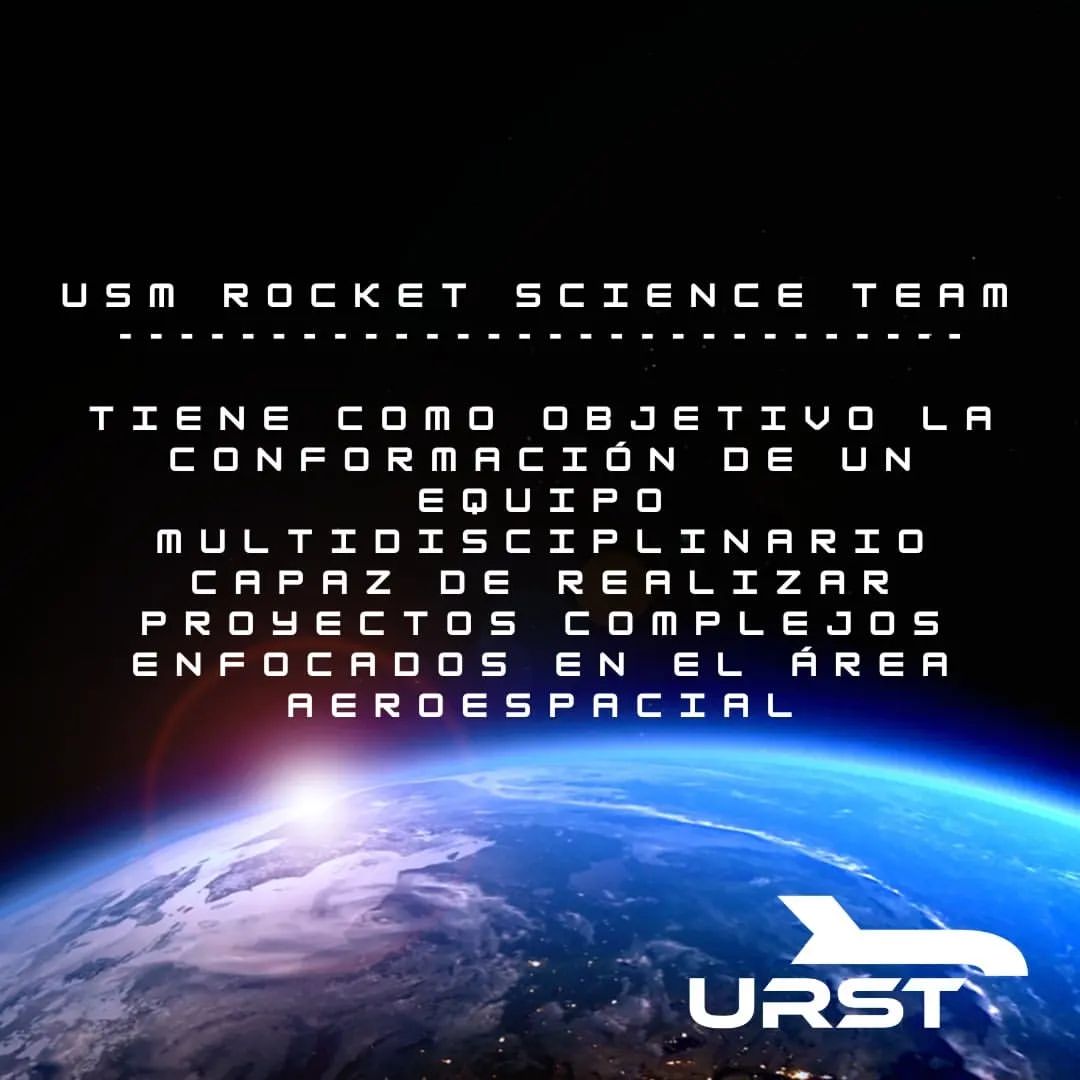 USM ROCKET SCIENCE TEAM
-----------------------------
TIENE COMO OBJETIVO LA
CONFORMACIÓN DE UN
EQUIPO
MULTIDISCIPLINARIO
CAPAZ DE REALIZAR
PROYECTOS COMPLEJOS
ENFOCADOS EN EL ÁREA
AEROESPACIAL
URST